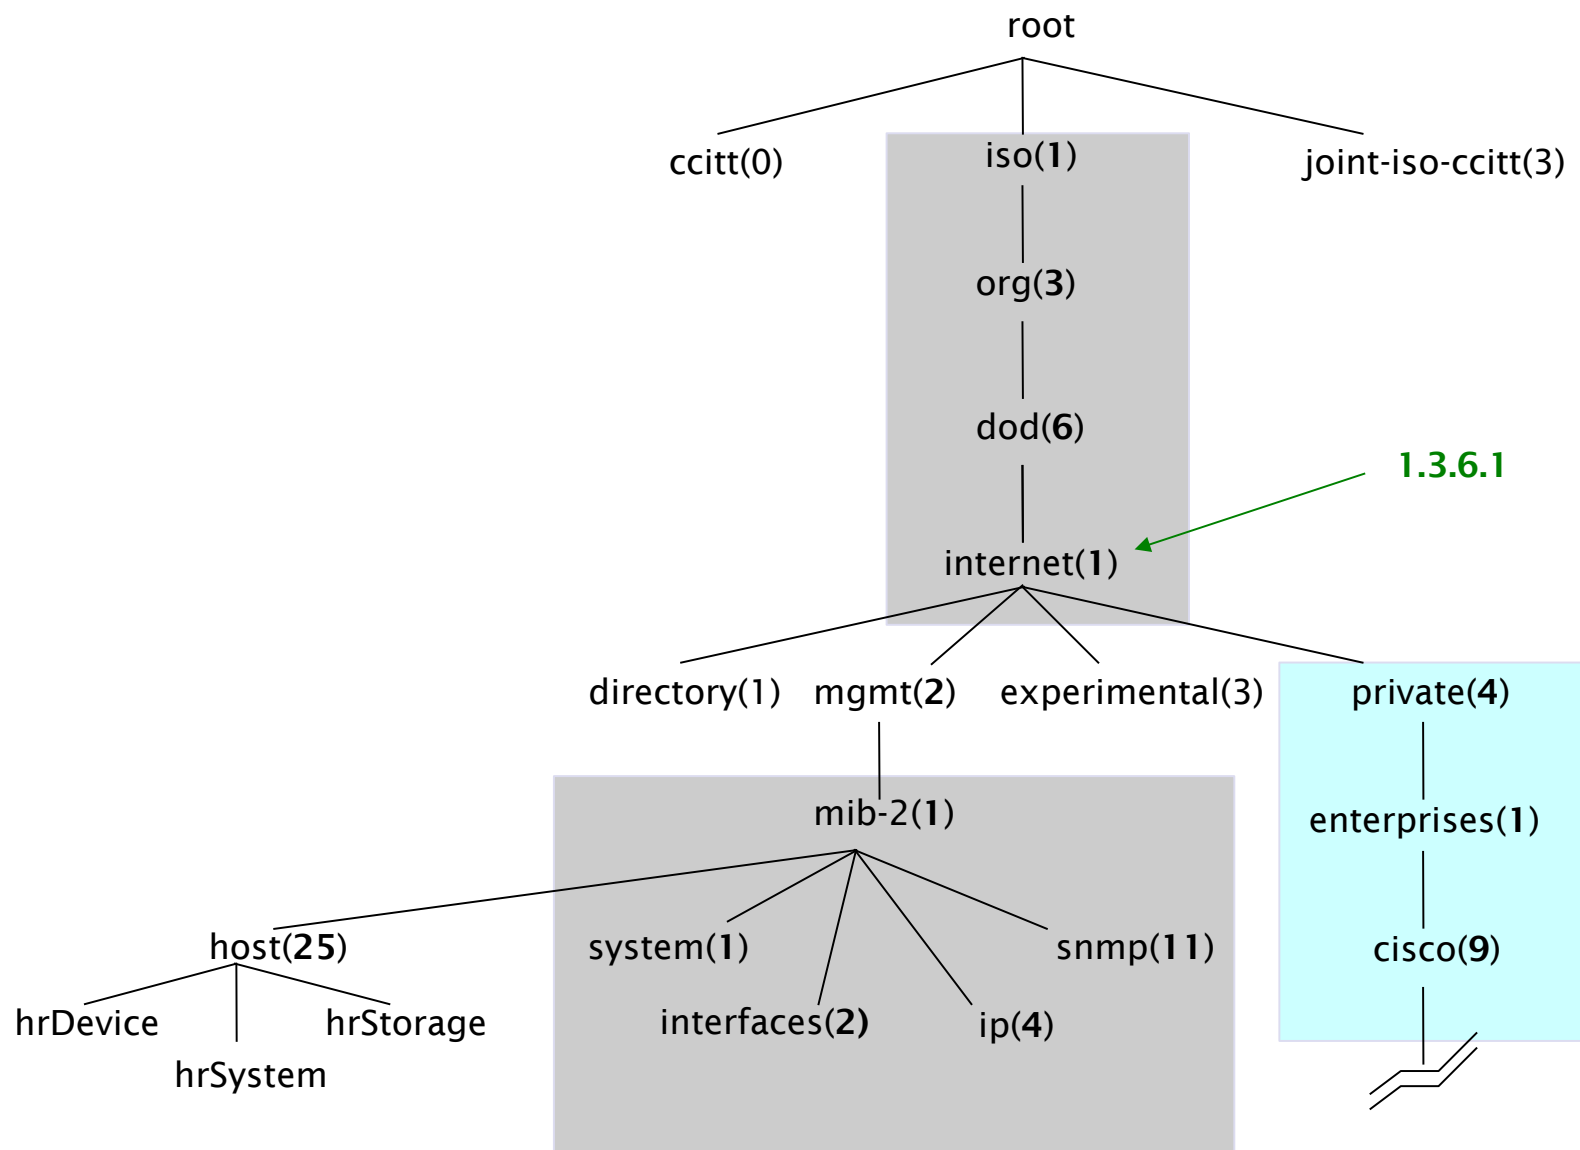 root
ccitt(0)
iso(1)
joint-iso-ccitt(3)
org(3)
dod(6)
1.3.6.1
internet(1)
directory(1)
mgmt(2)
experimental(3)
private(4)
mib-2(1)
enterprises(1)
host(25)
system(1)
snmp(11)
cisco(9)
hrDevice
hrStorage
interfaces(2)
ip(4)
hrSystem